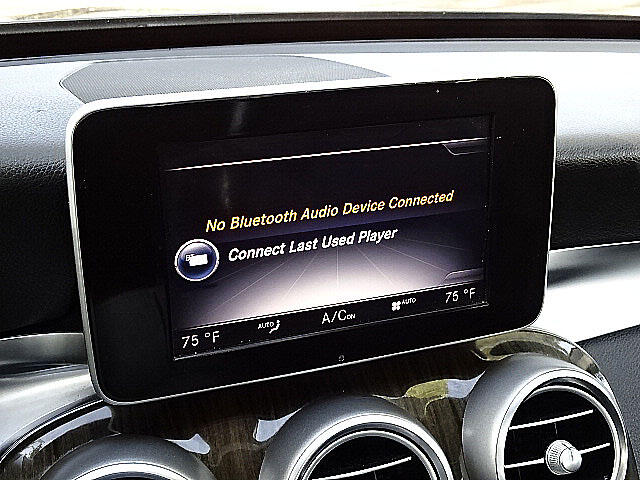 No Bluetooth Audio Device Connected
Connect Last Used Player
75 °F AUTO A/C ON AUTO 75 °F